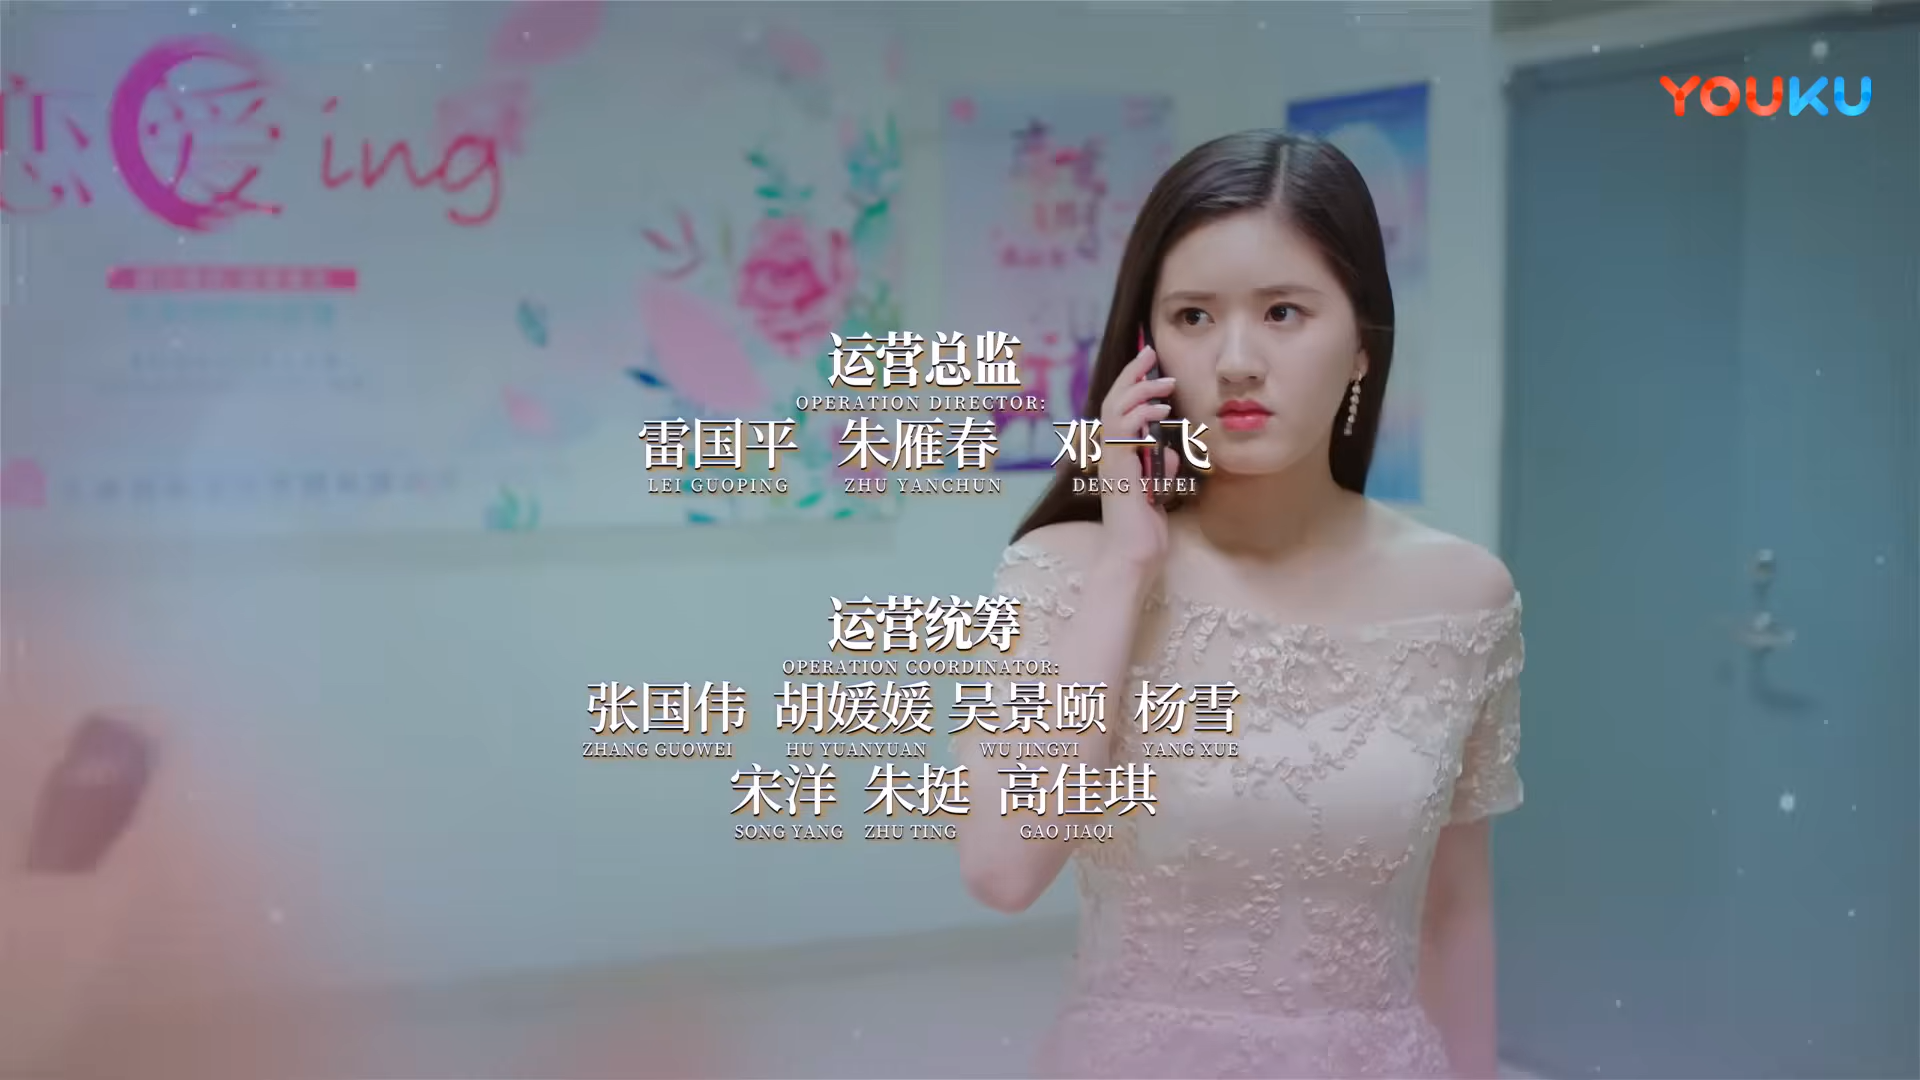 恋爱ing
YOUKU
运营总监
OPERATION DIRECTOR:
雷国平 朱雁春 邓一飞
LEI GUOPING ZHU YANCHUN DENG YIFEI
运营统筹
OPERATION COORDINATOR:
张国伟 胡媛媛 吴景颐 杨雪
ZHANG GUOWEI HU YUANYUAN WU JINGYI YANG XUE
宋洋 朱挺 高佳琪
SONG YANG ZHU TING GAO JIAQI